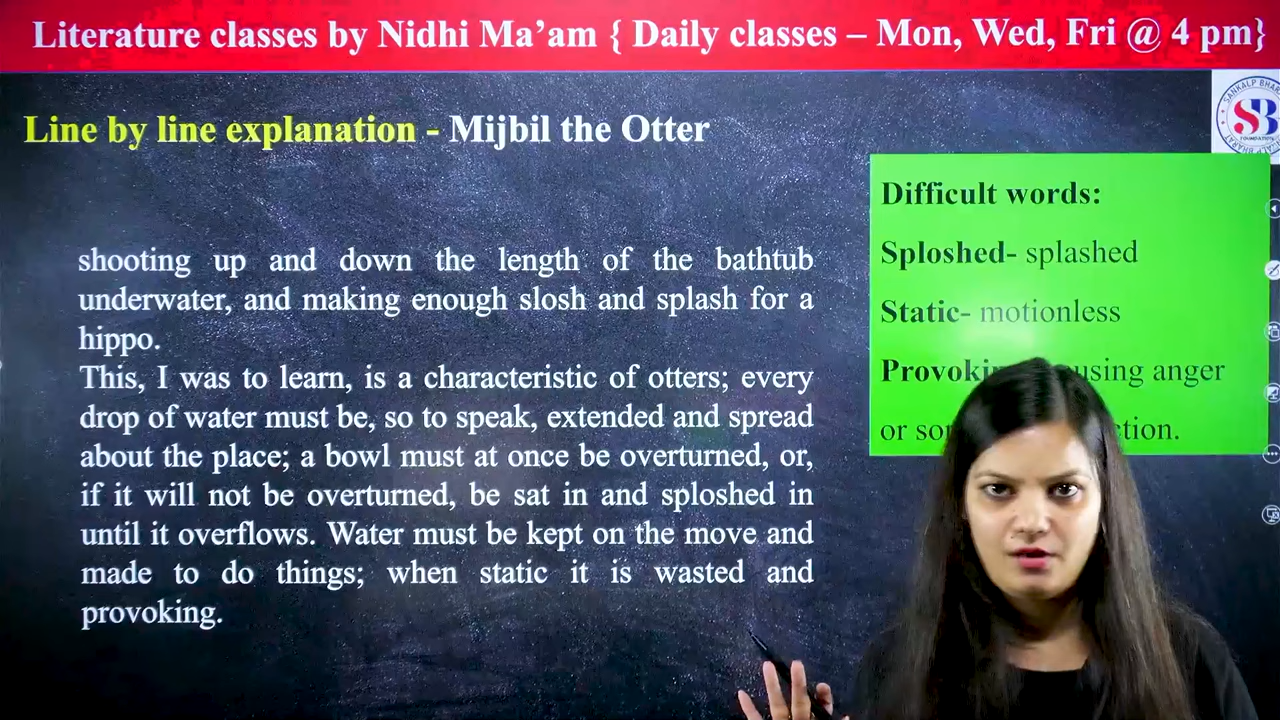 Literature classes by Nidhi Ma’am { Daily classes – Mon, Wed, Fri @ 4 pm}
Line by line explanation - Mijbil the Otter
SANKALP BHAR
SB
FOUNDATION
shooting up and down the length of the bathtub
underwater, and making enough slosh and splash for a
hippo.
This, I was to learn, is a characteristic of otters; every
drop of water must be, so to speak, extended and spread
about the place; a bowl must at once be overturned, or,
if it will not be overturned, be sat in and sploshed in
until it overflows. Water must be kept on the move and
made to do things; when static it is wasted and
provoking.
Difficult words:
Sploshed- splashed
Static- motionless
anger
or